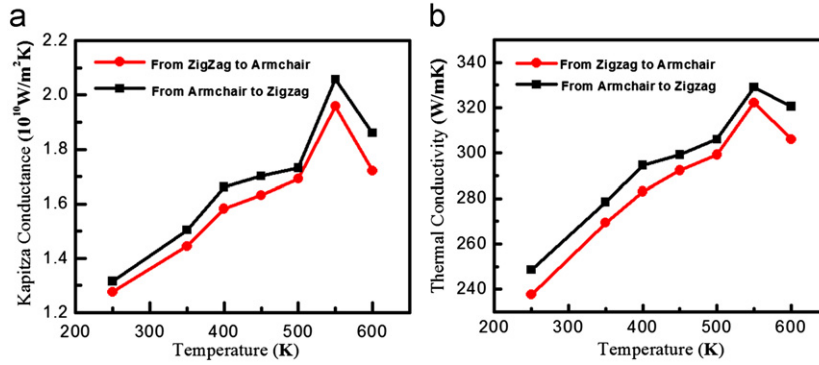 a
Kapitza Conductance (10¹⁰W/m²K)
2.2
2.0
1.8
1.6
1.4
1.2
From ZigZag to Armchair
From Armchair to Zigzag
200 300 400 500 600
Temperature (K)
b
Thermal Conductivity (W/mK)
340
320
300
280
260
240
From Zigzag to Armchair
From Armchair to Zigzag
200 300 400 500 600
Temperature (K)